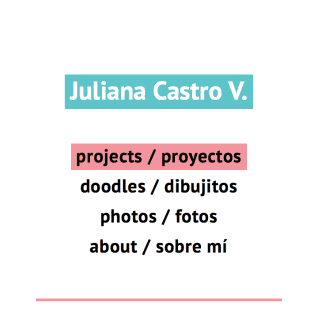 Juliana Castro V.
projects / proyectos
doodles / dibujitos
photos / fotos
about / sobre mí